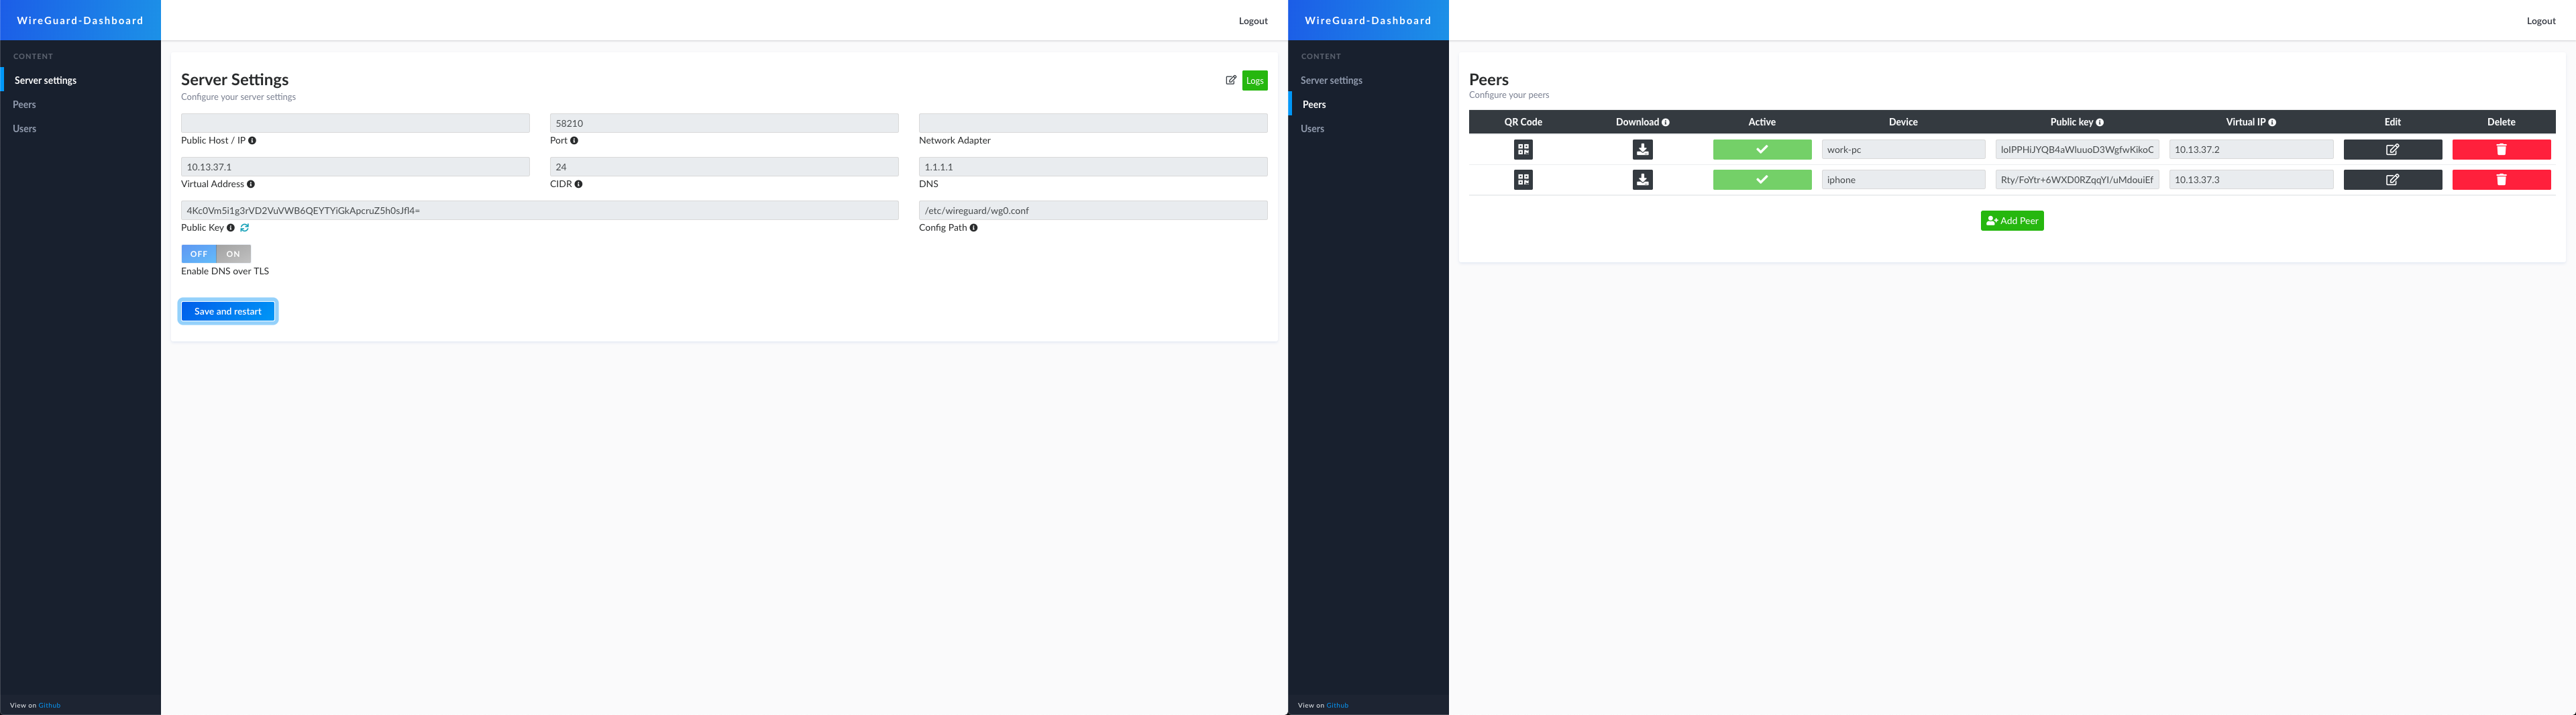 WireGuard-Dashboard
Logout
CONTENT
Server settings
Peers
Users
Server Settings
Logs
Configure your server settings
58210
Public Host / IP
Port
Network Adapter
10.13.37.1
24
1.1.1.1
Virtual Address
CIDR
DNS
4Kc0Vm5i1g3rVD2VuVWB6QEYTYiGkApcruZ5h0sJfl4=
/etc/wireguard/wg0.conf
Public Key
Config Path
OFF ON
Enable DNS over TLS
Save and restart
View on Github
WireGuard-Dashboard
Logout
CONTENT
Server settings
Peers
Users
Peers
Configure your peers
QR Code Download Active Device Public key Virtual IP Edit Delete
work-pc loIPPHiJYQB4aWluuoD3WgfwKikoC 10.13.37.2
iphone Rty/FoYtr+6WXD0RZqqYI/uMdouiEf 10.13.37.3
Add Peer
View on Github